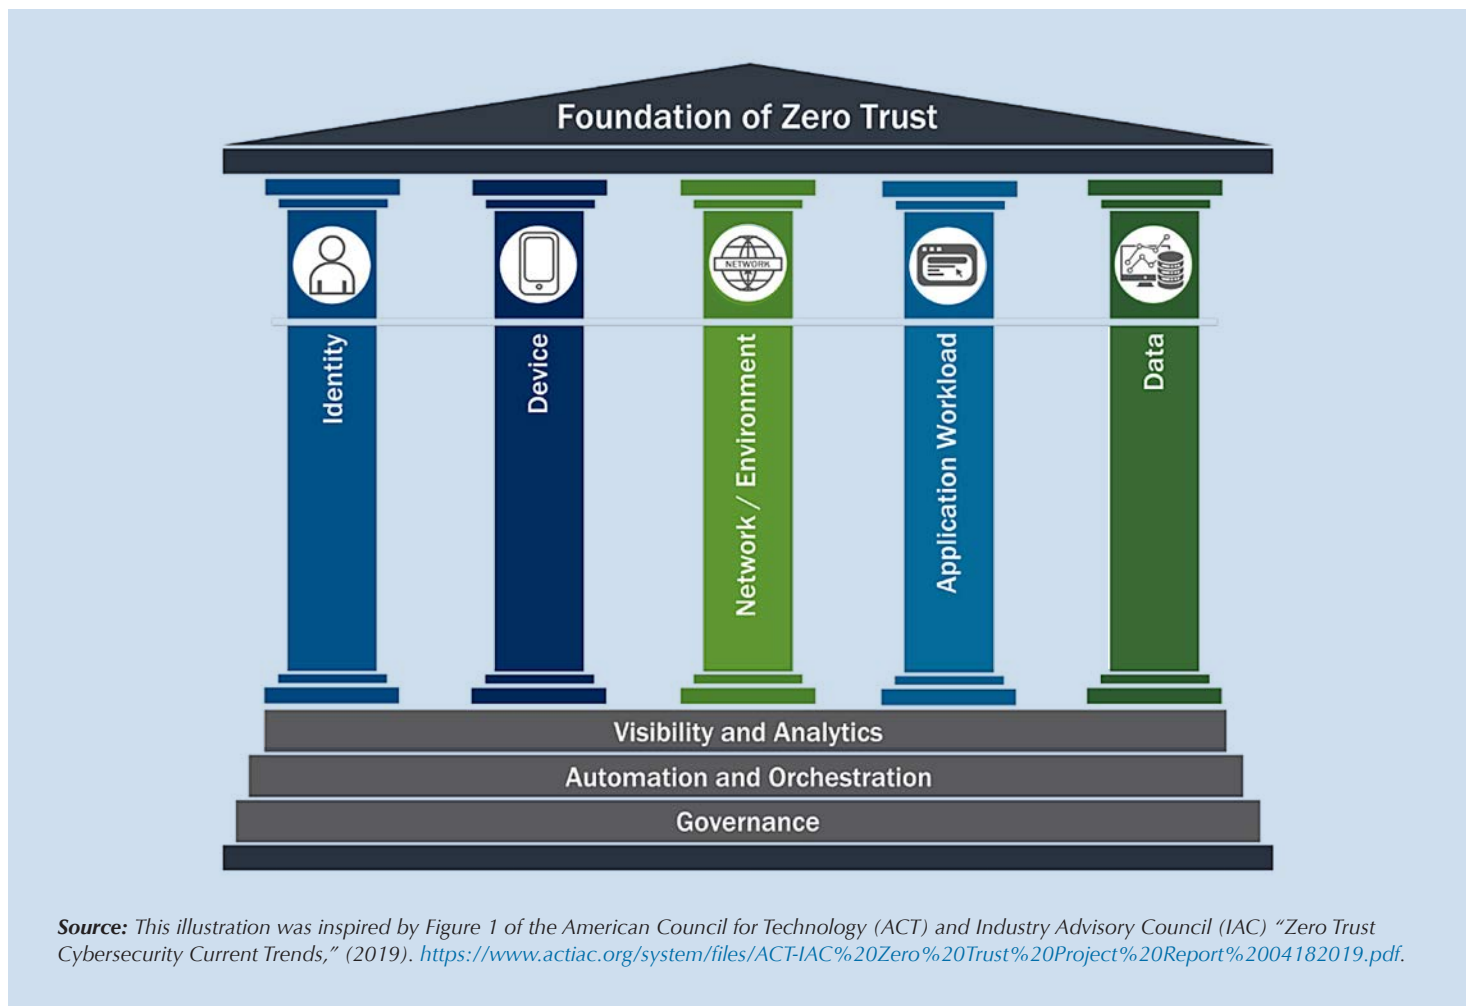 Foundation of Zero Trust
NETWORK
Identity
Device
Network / Environment
Application Workload
Data
Visibility and Analytics
Automation and Orchestration
Governance
Source: This illustration was inspired by Figure 1 of the American Council for Technology (ACT) and Industry Advisory Council (IAC) “Zero Trust
Cybersecurity Current Trends,” (2019). https://www.actiac.org/system/files/ACT-IAC%20Zero%20Trust%20Project%20Report%2004182019.pdf.